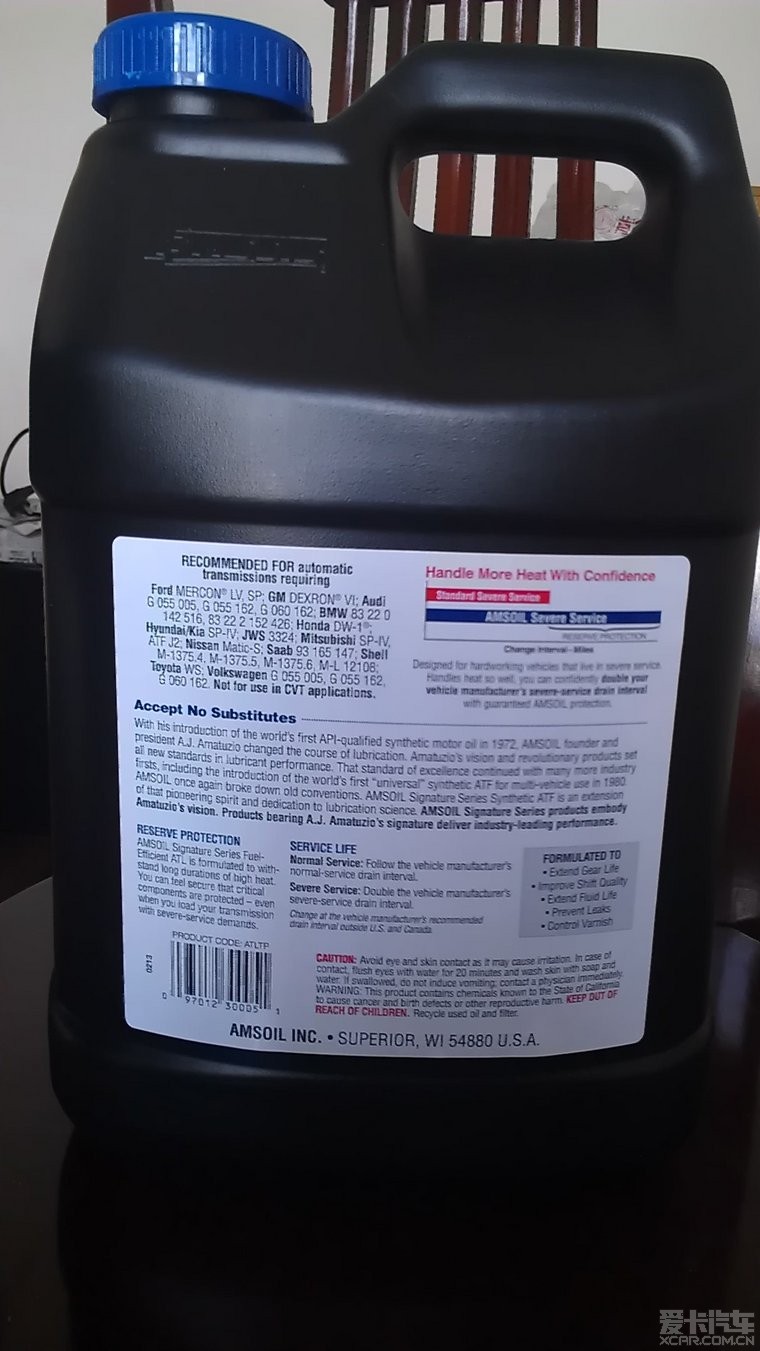 RECOMMENDED FOR automatic
transmissions requiring
Ford MERCON® LV, SP; GM DEXRON® VI; Audi
G 055 005, G 055 162, G 060 162; BMW 83 22 0
142 516, 83 22 2 152 426; Honda DW-1®;
Hyundai/Kia SP-IV; JWS 3324; Mitsubishi SP-IV,
ATF J2; Nissan Matic-S; Saab 93 165 147; Shell
M-1375.4, M-1375.5, M-1375.6, M-L 12108;
Toyota WS; Volkswagen G 055 005, G 055 162,
G 060 162. Not for use in CVT applications.
Handle More Heat With Confidence
Standard Severe Service
AMSOIL Severe Service
RESERVE PROTECTION
Change Interval - Miles
Designed for hardworking vehicles that live in severe service.
Handles heat so well, you can confidently double your
vehicle manufacturer's severe-service drain interval
with guaranteed AMSOIL protection.
Accept No Substitutes
With his introduction of the world's first API-qualified synthetic motor oil in 1972, AMSOIL founder and
president A.J. Amatuzio changed the course of lubrication. Amatuzio's vision and revolutionary products set
all new standards in lubricant performance. That standard of excellence continued with many more industry
firsts, including the introduction of the world's first "universal" synthetic ATF for multi-vehicle use in 1980.
AMSOIL once again broke down old conventions. AMSOIL Signature Series Synthetic ATF is an extension
of that pioneering spirit and dedication to lubrication science. AMSOIL Signature Series products embody
Amatuzio's vision. Products bearing A.J. Amatuzio's signature deliver industry-leading performance.
RESERVE PROTECTION
AMSOIL Signature Series Fuel-
Efficient ATL is formulated to with-
stand long durations of high heat.
You can feel secure that critical
components are protected – even
when you load your transmission
with severe-service demands.
SERVICE LIFE
Normal Service: Follow the vehicle manufacturer's
normal-service drain interval.
Severe Service: Double the vehicle manufacturer's
severe-service drain interval.
Change at the vehicle manufacturer's recommended
drain interval outside U.S. and Canada.
FORMULATED TO
• Extend Gear Life
• Improve Shift Quality
• Extend Fluid Life
• Prevent Leaks
• Control Varnish
PRODUCT CODE: ATLTP
0213
0 97012 30005 1
CAUTION: Avoid eye and skin contact as it may cause irritation. In case of
contact, flush eyes with water for 20 minutes and wash skin with soap and
water. If swallowed, do not induce vomiting; contact a physician immediately.
WARNING: This product contains chemicals known to the State of California
to cause cancer and birth defects or other reproductive harm. KEEP OUT OF
REACH OF CHILDREN. Recycle used oil and filter.
AMSOIL INC. • SUPERIOR, WI 54880 U.S.A.
爱卡汽车
XCAR.COM.CN